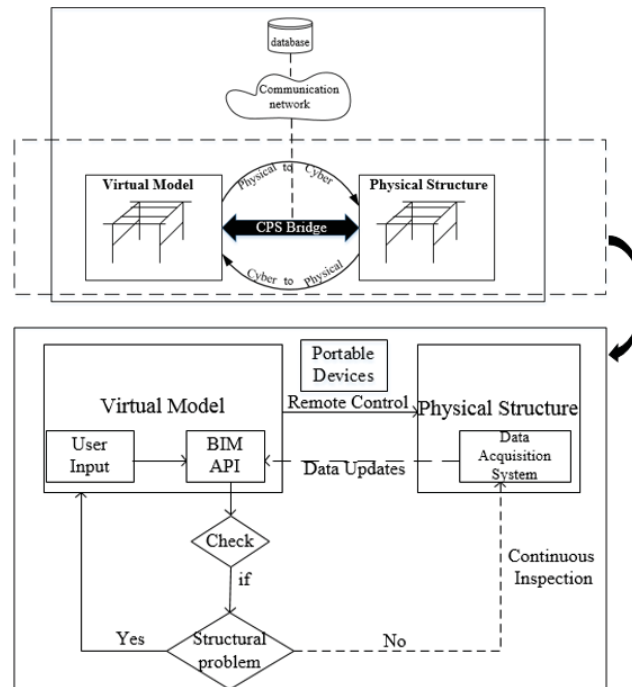 database
Communication
network
Physical to Cyber
Virtual Model
Physical Structure
CPS Bridge
Cyber to Physical
Portable
Devices
Virtual Model
Remote Control
Physical Structure
User
Input
BIM
API
Data Updates
Data
Acquisition
System
Check
if
Continuous
Inspection
Yes
Structural
problem
No